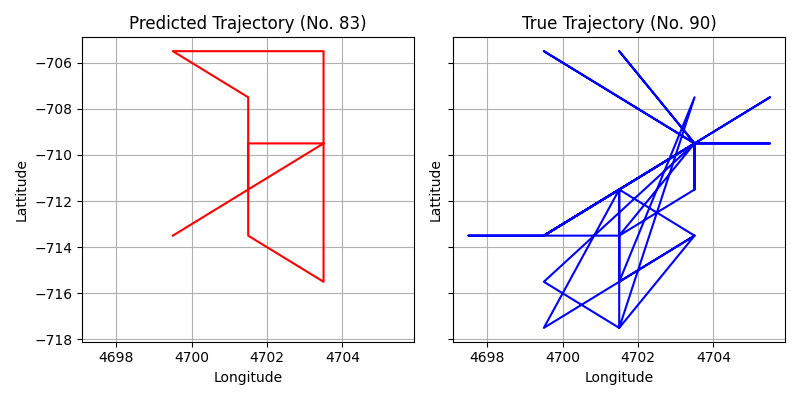 Predicted Trajectory (No. 83)
−706
−708
−710
−712
−714
−716
−718
Lattitude
4698 4700 4702 4704
Longitude
True Trajectory (No. 90)
Lattitude
4698 4700 4702 4704
Longitude